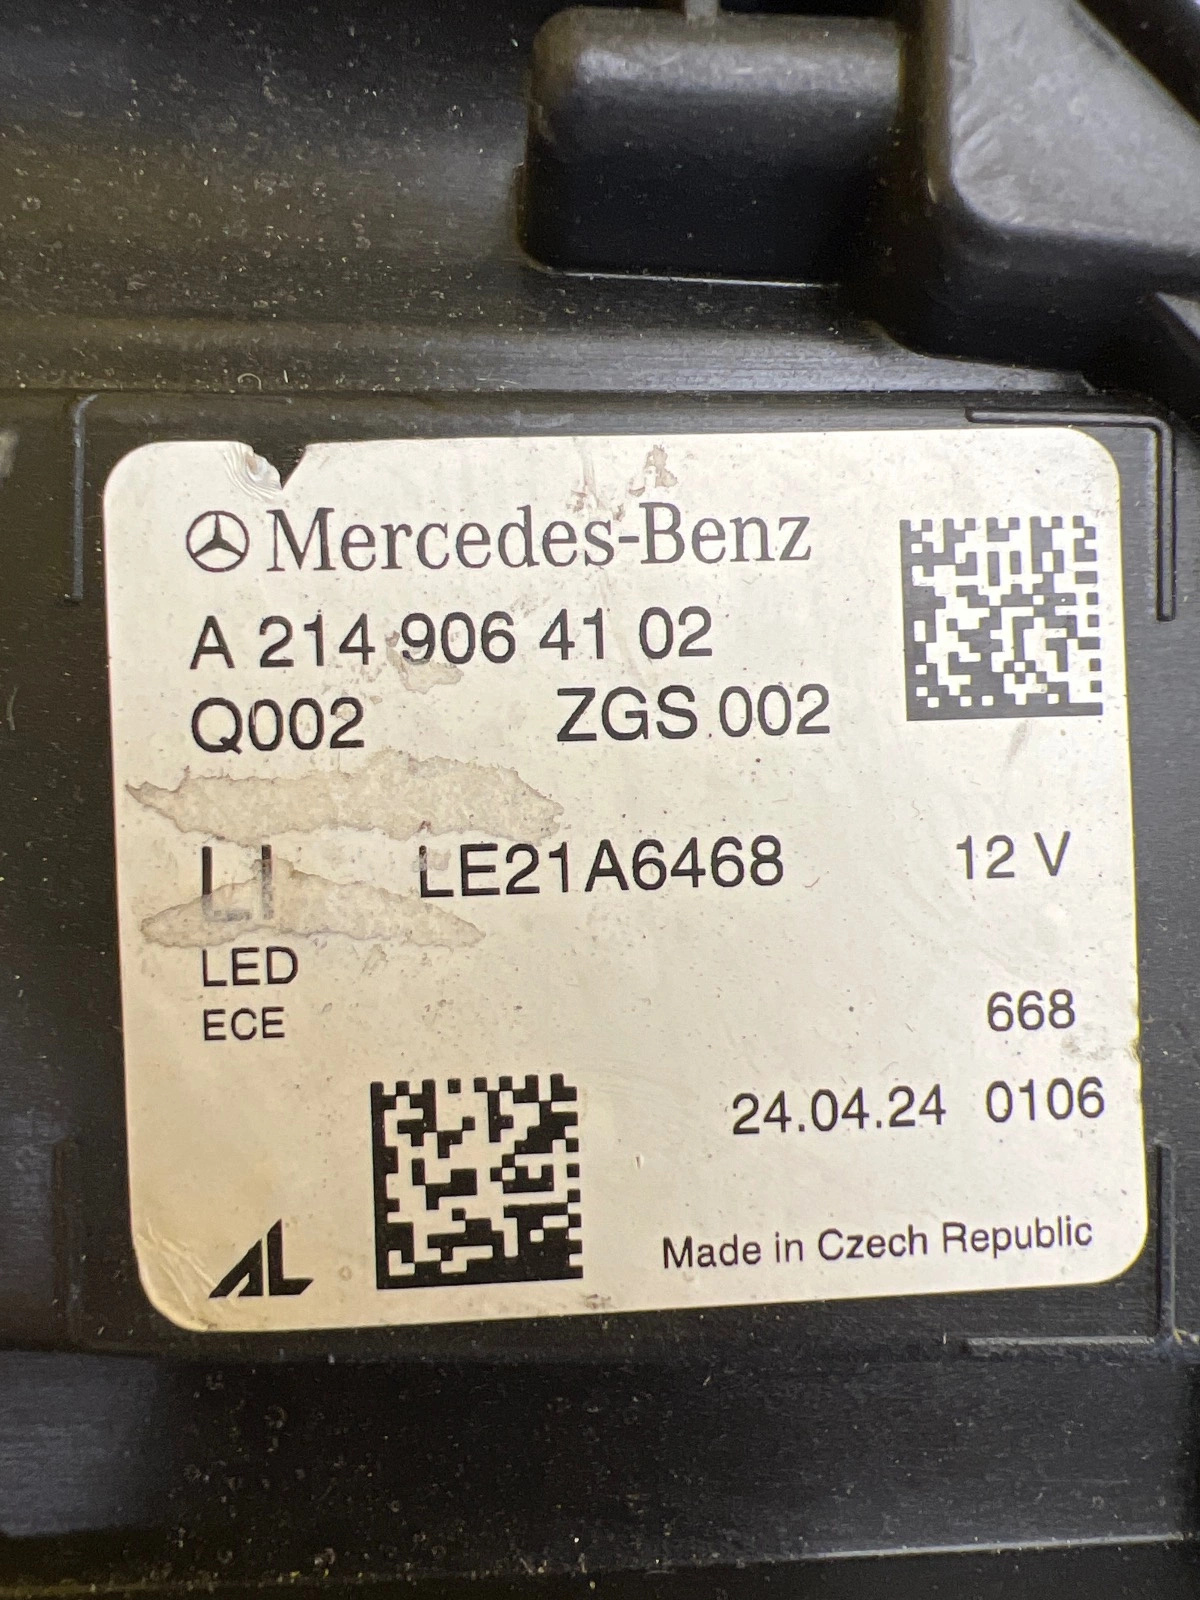 Mercedes-Benz
A 214 906 41 02
Q002 ZGS 002
LI LE21A6468 12 V
LED
ECE 668
24.04.24 0106
AL
Made in Czech Republic